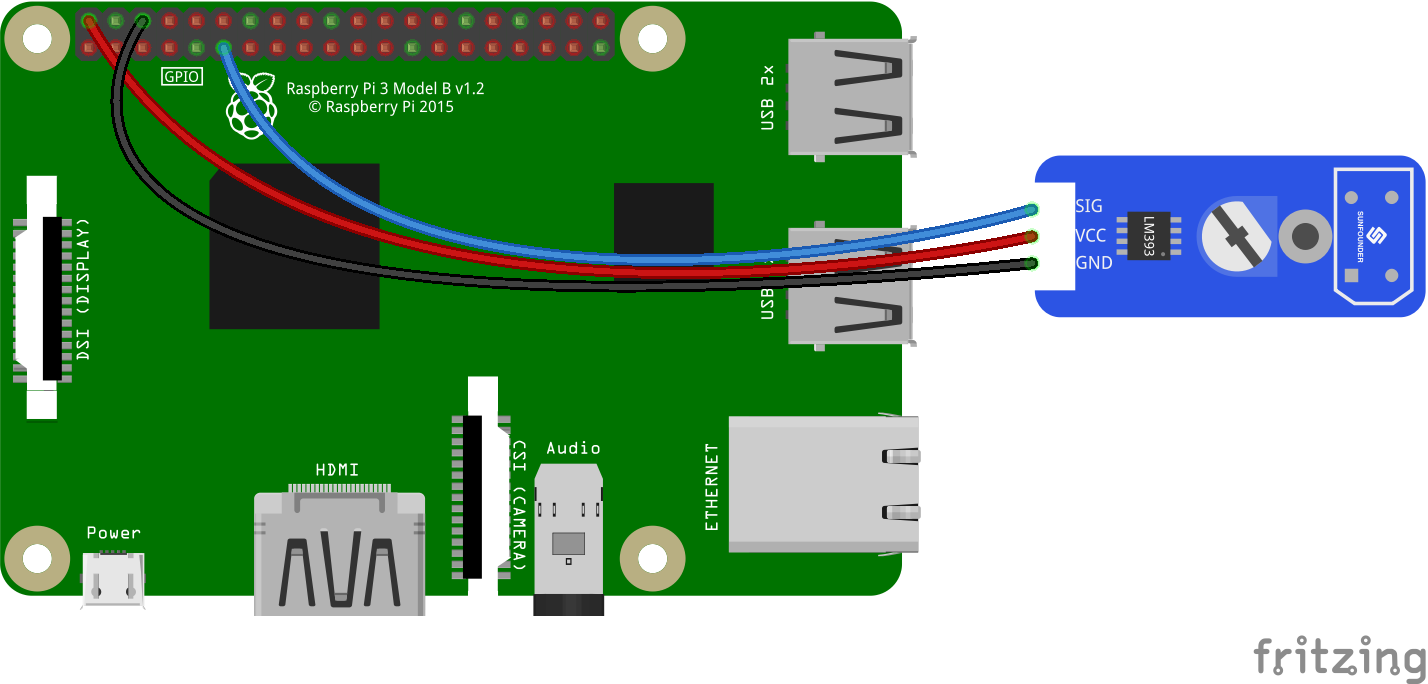 GPIO
Raspberry Pi 3 Model B v1.2
© Raspberry Pi 2015
USB 2x
DSI (DISPLAY)
USB
SIG
VCC
GND
LM393
SUNFOUNDER
Audio
CSI (CAMERA)
ETHERNET
HDMI
Power
fritzing